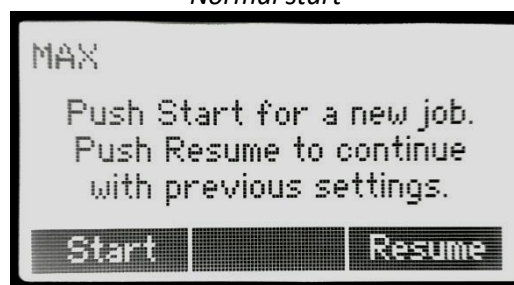 Normal start
MAX
Push Start for a new job.
Push Resume to continue
with previous settings.
Start Resume